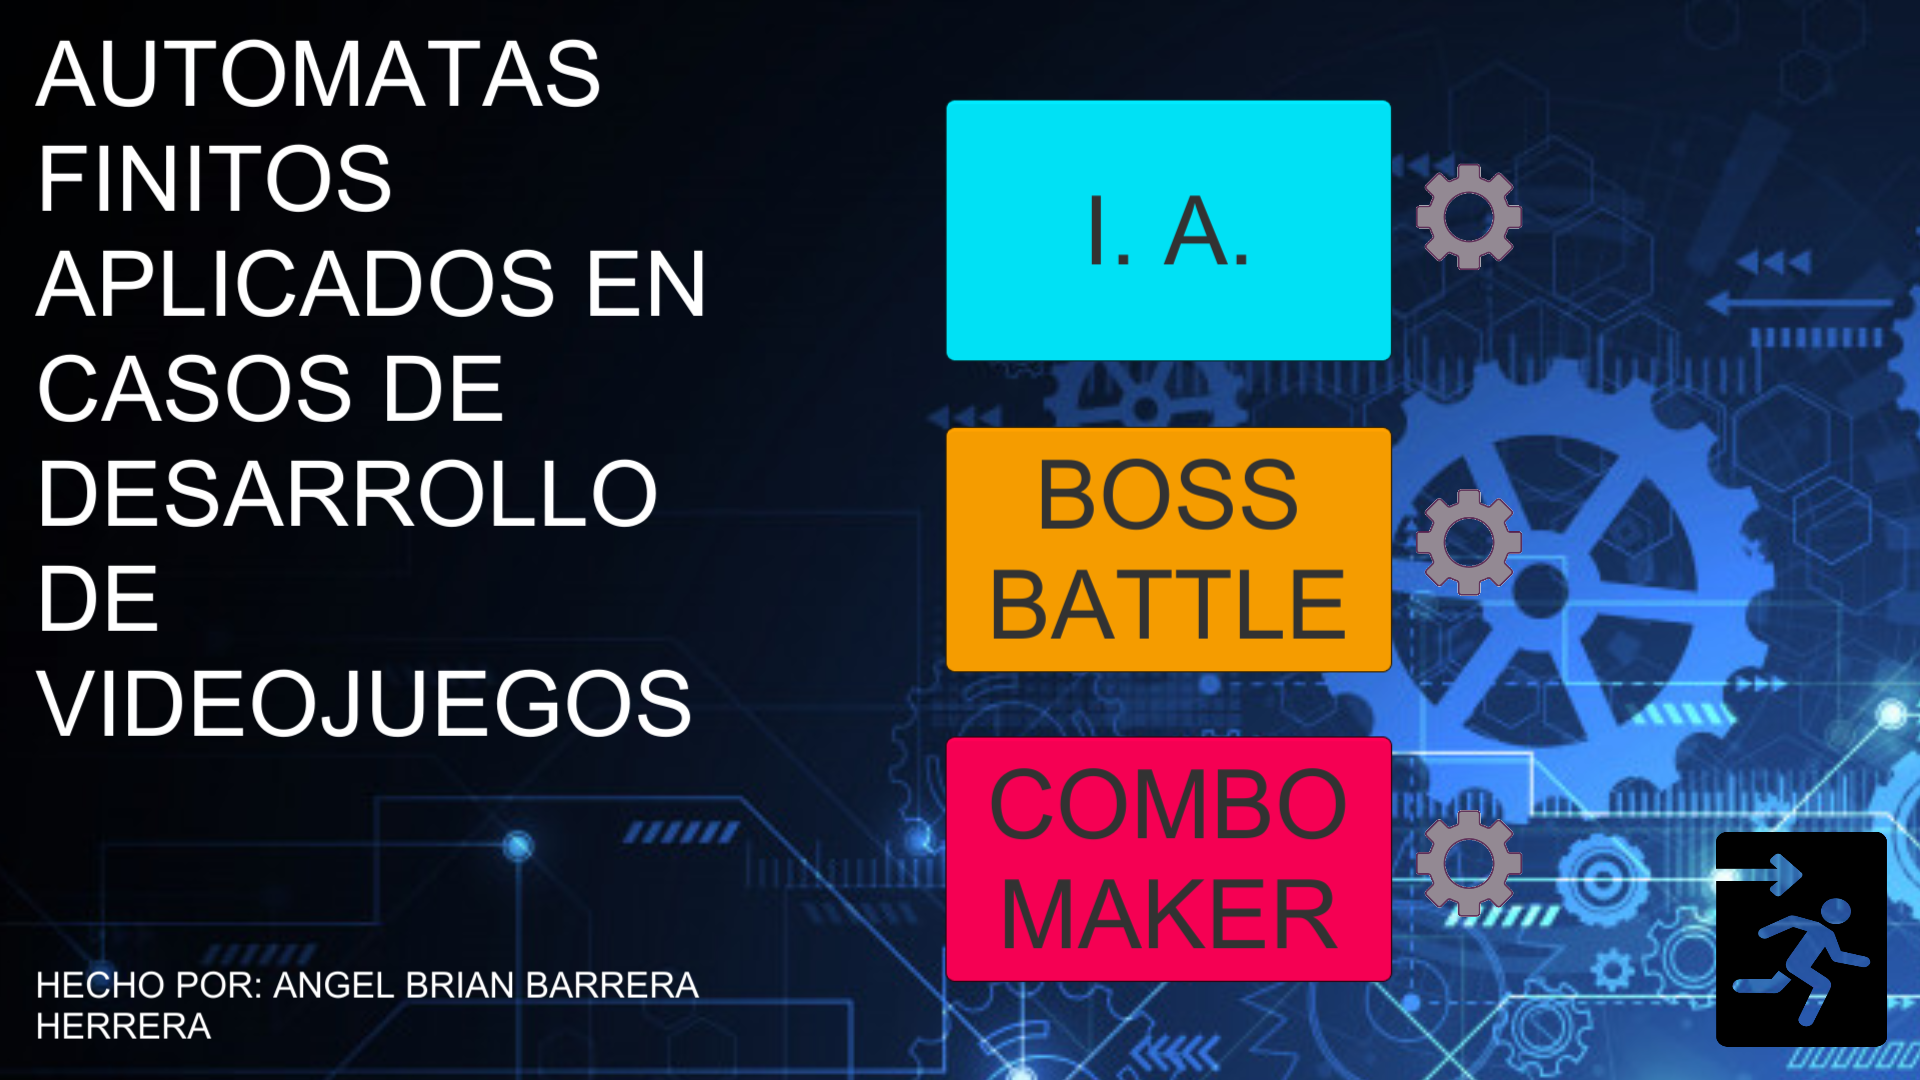 AUTOMATAS
FINITOS
APLICADOS EN
CASOS DE
DESARROLLO
DE
VIDEOJUEGOS
HECHO POR: ANGEL BRIAN BARRERA
HERRERA
I. A.
BOSS
BATTLE
COMBO
MAKER